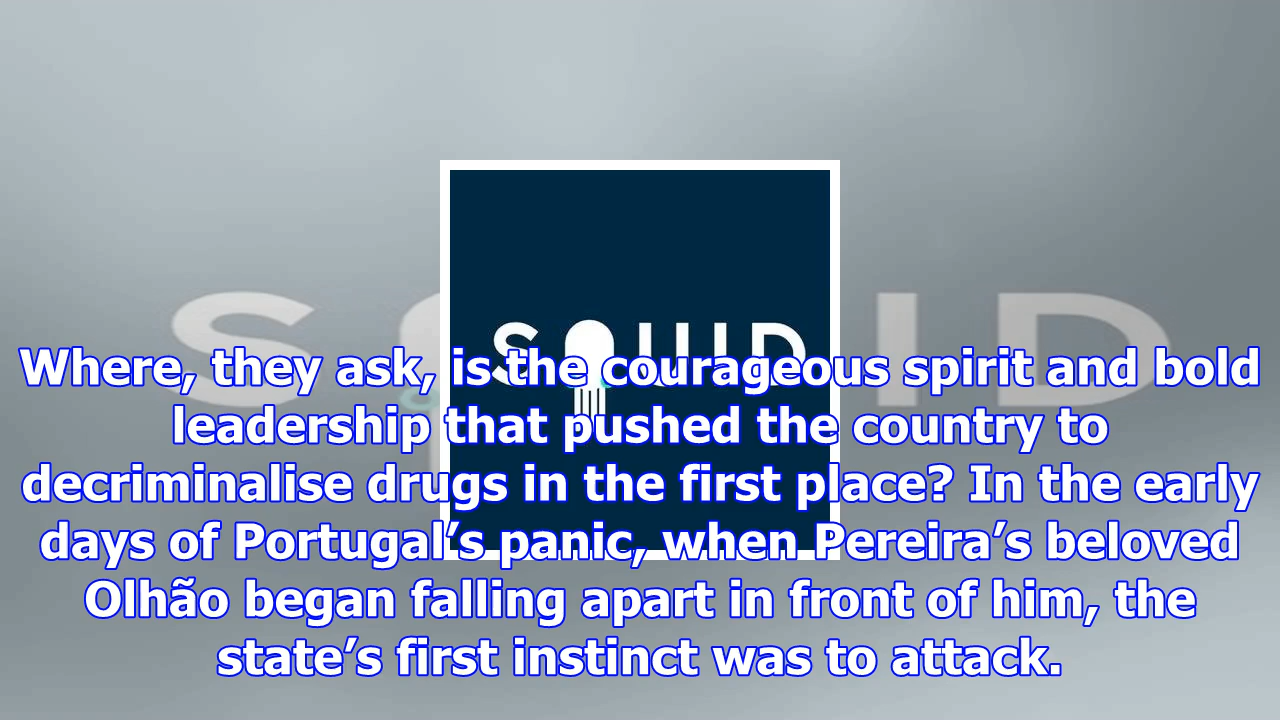 SQUID
Where, they ask, is the courageous spirit and bold
leadership that pushed the country to
decriminalise drugs in the first place? In the early
days of Portugal’s panic, when Pereira’s beloved
Olhão began falling apart in front of him, the
state’s first instinct was to attack.